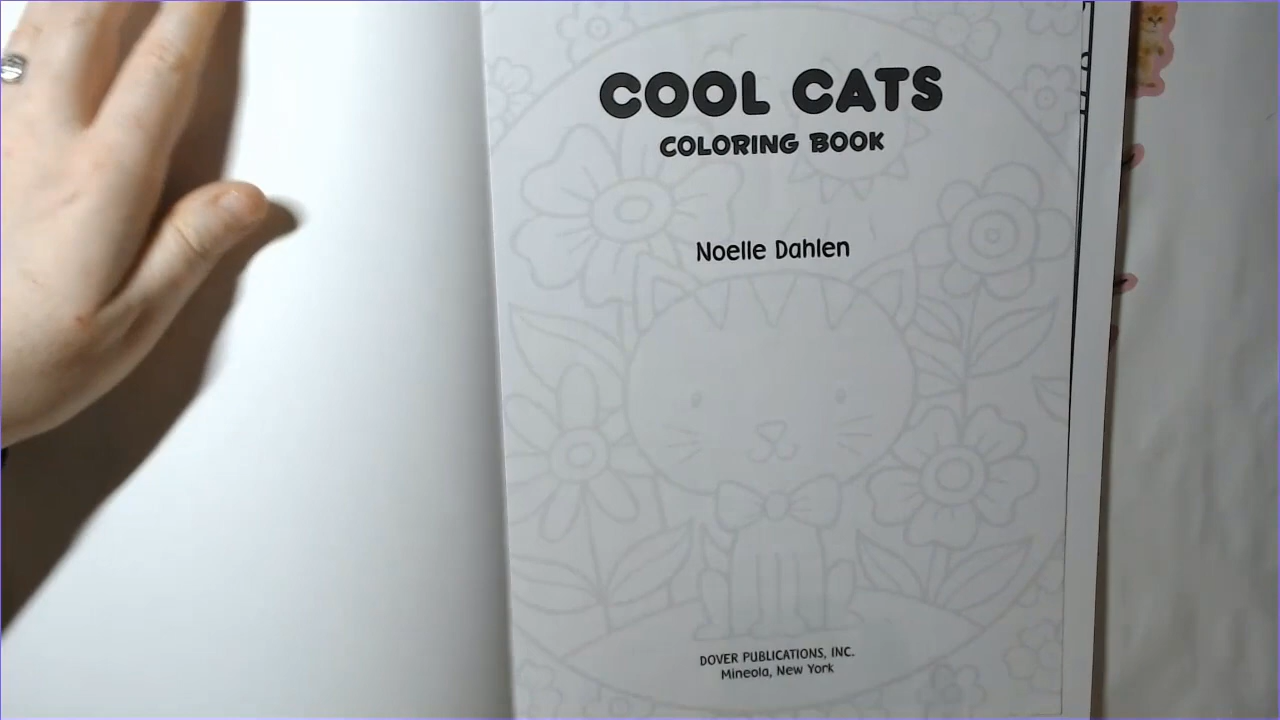 COOL CATS
COLORING BOOK
Noelle Dahlen
DOVER PUBLICATIONS, INC.
Mineola, New York